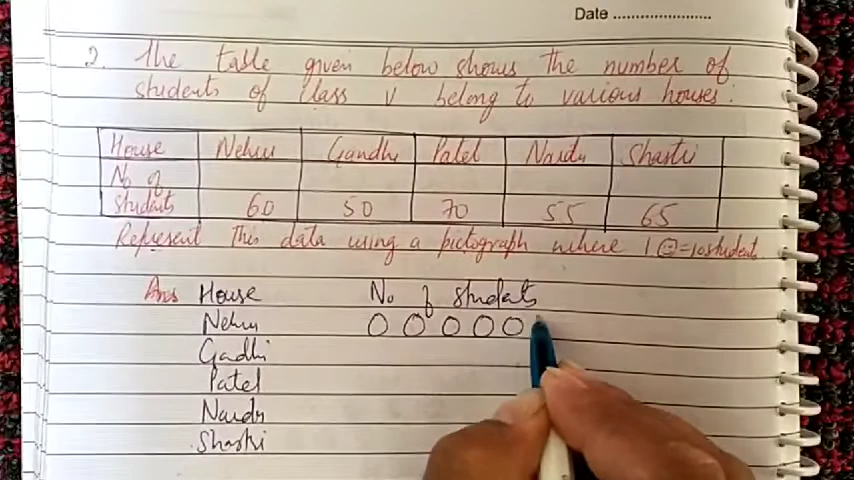 Date ........................
2. The table given below shows the number of
students of class V belong to various houses:
House Nehru Gandhi Patel Naidu Shastri
No of
Students 60 50 70 55 65
Represent This data using a pictograph where 1 ☺=10student
Ans House No of students
Nehru
Gadhi
Patel
Naidu
Shastri